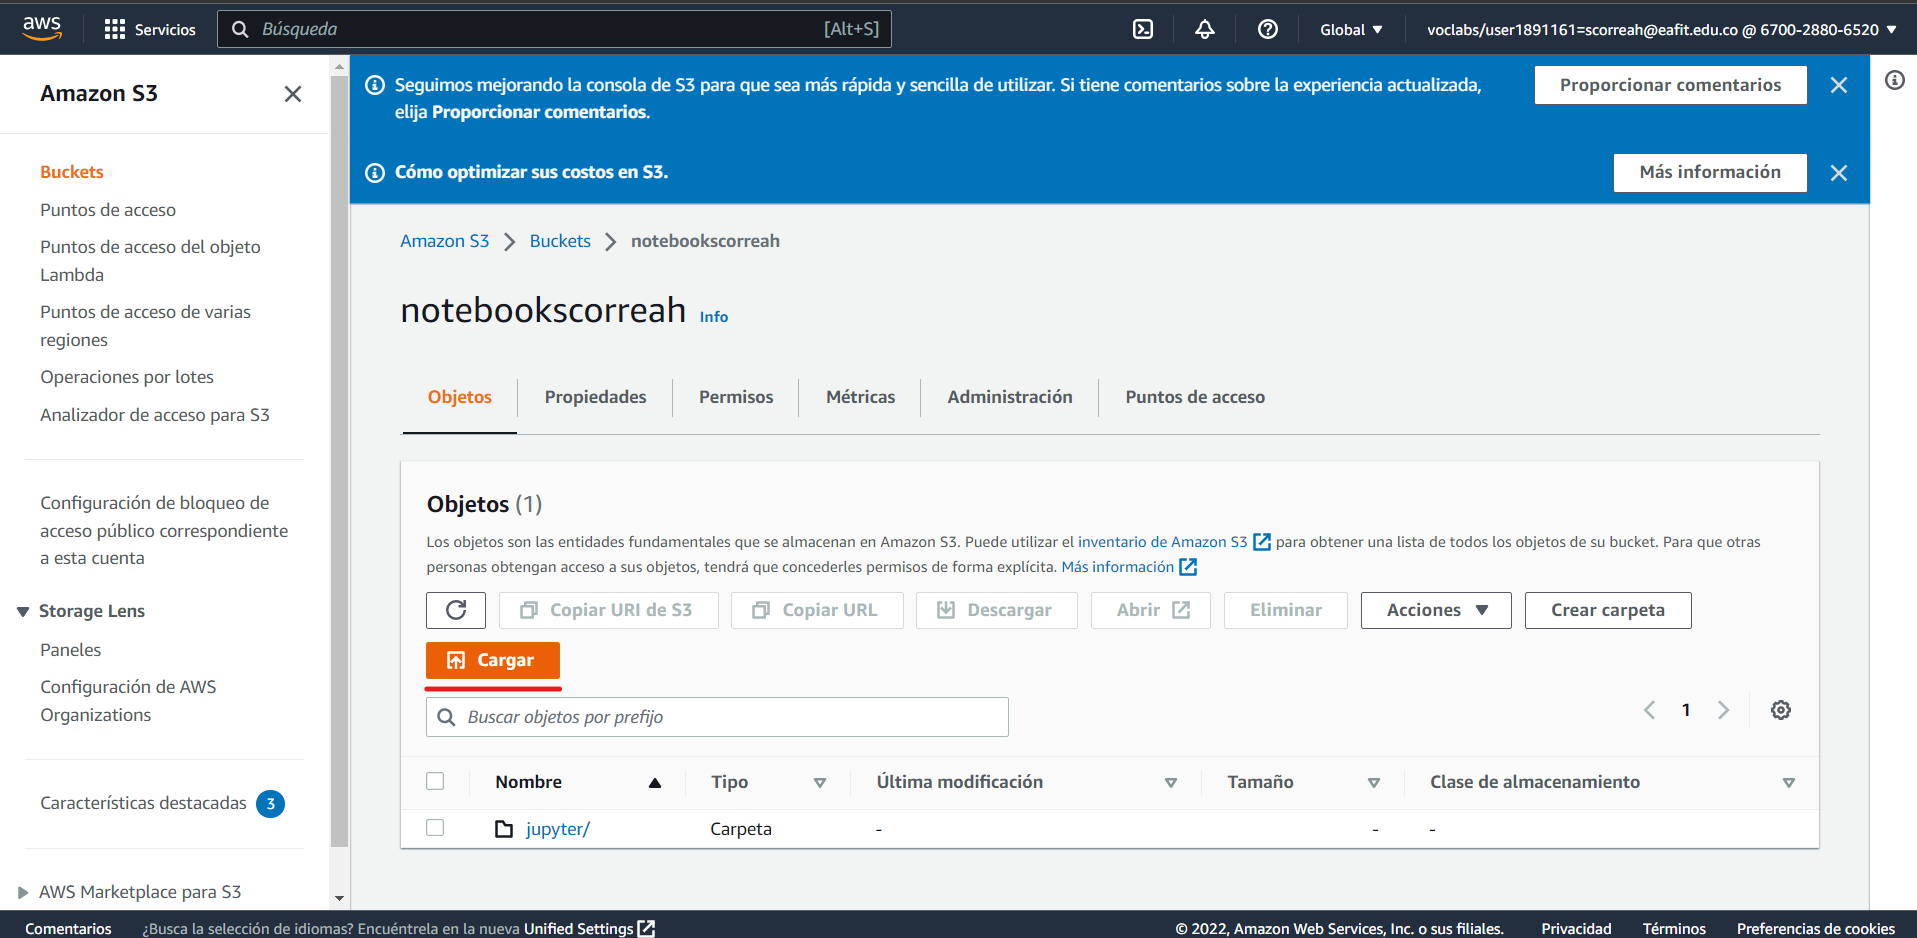 aws
Servicios
Búsqueda
[Alt+S]
Global
voclabs/user1891161=scorreah@eafit.edu.co @ 6700-2880-6520
Amazon S3
Buckets
Puntos de acceso
Puntos de acceso del objeto
Lambda
Puntos de acceso de varias
regiones
Operaciones por lotes
Analizador de acceso para S3
Configuración de bloqueo de
acceso público correspondiente
a esta cuenta
Storage Lens
Paneles
Configuración de AWS
Organizations
Características destacadas 3
AWS Marketplace para S3
Seguimos mejorando la consola de S3 para que sea más rápida y sencilla de utilizar. Si tiene comentarios sobre la experiencia actualizada,
elija Proporcionar comentarios.
Proporcionar comentarios
Cómo optimizar sus costos en S3.
Más información
Amazon S3 Buckets notebookscorreah
notebookscorreah Info
Objetos Propiedades Permisos Métricas Administración Puntos de acceso
Objetos (1)
Los objetos son las entidades fundamentales que se almacenan en Amazon S3. Puede utilizar el inventario de Amazon S3 para obtener una lista de todos los objetos de su bucket. Para que otras
personas obtengan acceso a sus objetos, tendrá que concederles permisos de forma explícita. Más información
Copiar URI de S3 Copiar URL Descargar Abrir Eliminar Acciones Crear carpeta
Cargar
Buscar objetos por prefijo
1
Nombre Tipo Última modificación Tamaño Clase de almacenamiento
jupyter/ Carpeta - - -
Comentarios ¿Busca la selección de idiomas? Encuéntrela en la nueva Unified Settings © 2022, Amazon Web Services, Inc. o sus filiales. Privacidad Términos Preferencias de cookies